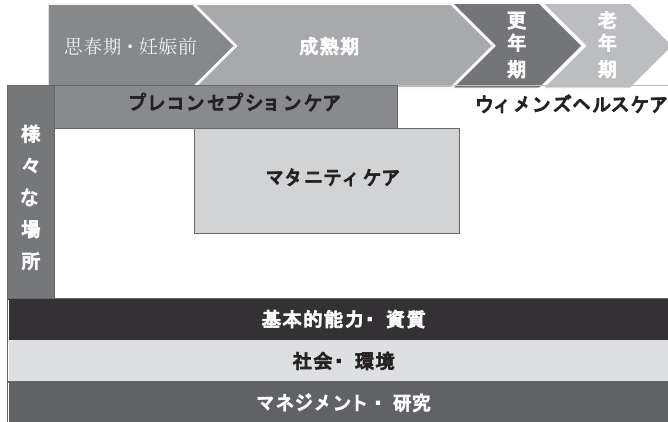 思春期・妊娠前
成熟期
更年期
老年期
プレコンセプションケア
ウィメンズヘルスケア
様々な場所
マタニティケア
基本的能力・ 資質
社会・ 環境
マネジメント・ 研究